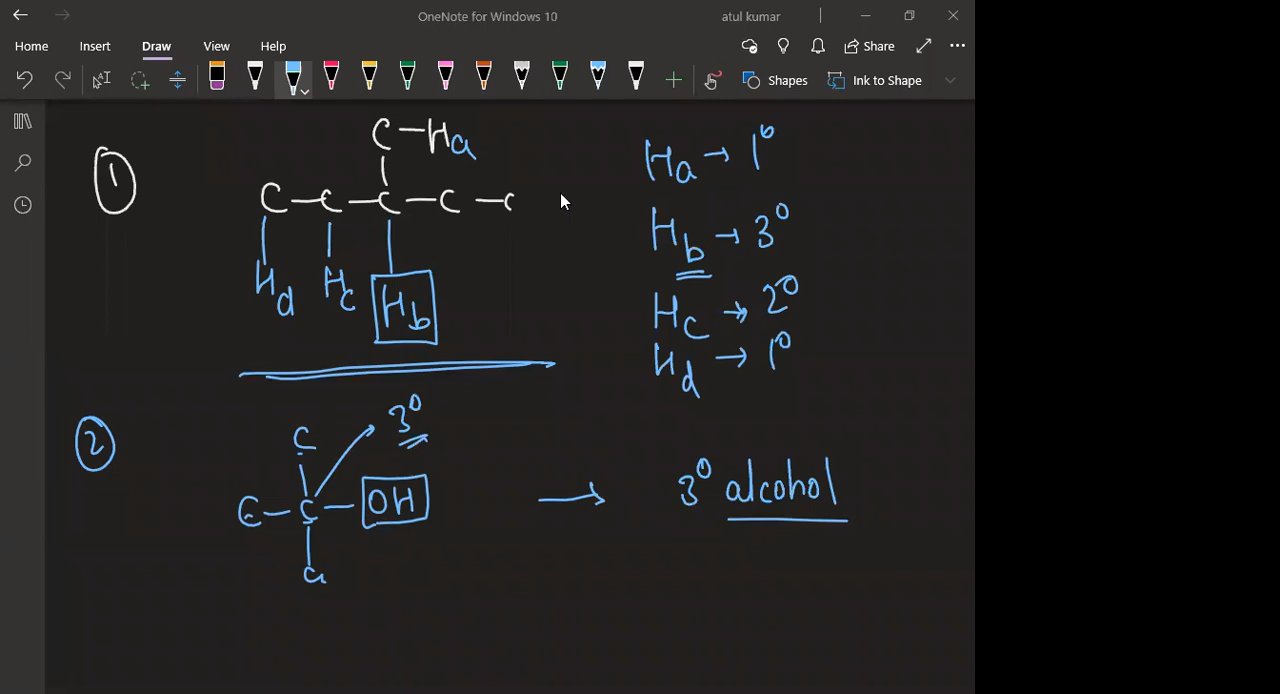 OneNote for Windows 10
atul kumar
Home Insert Draw View Help
Share
Shapes
Ink to Shape
1
C - Ha
C - C - C - C - C
Hd Hc Hb
Ha → 1°
Hb → 3°
Hc → 2°
Hd → 1°
2
3°
C
C - C - OH
C
→ 3° alcohol